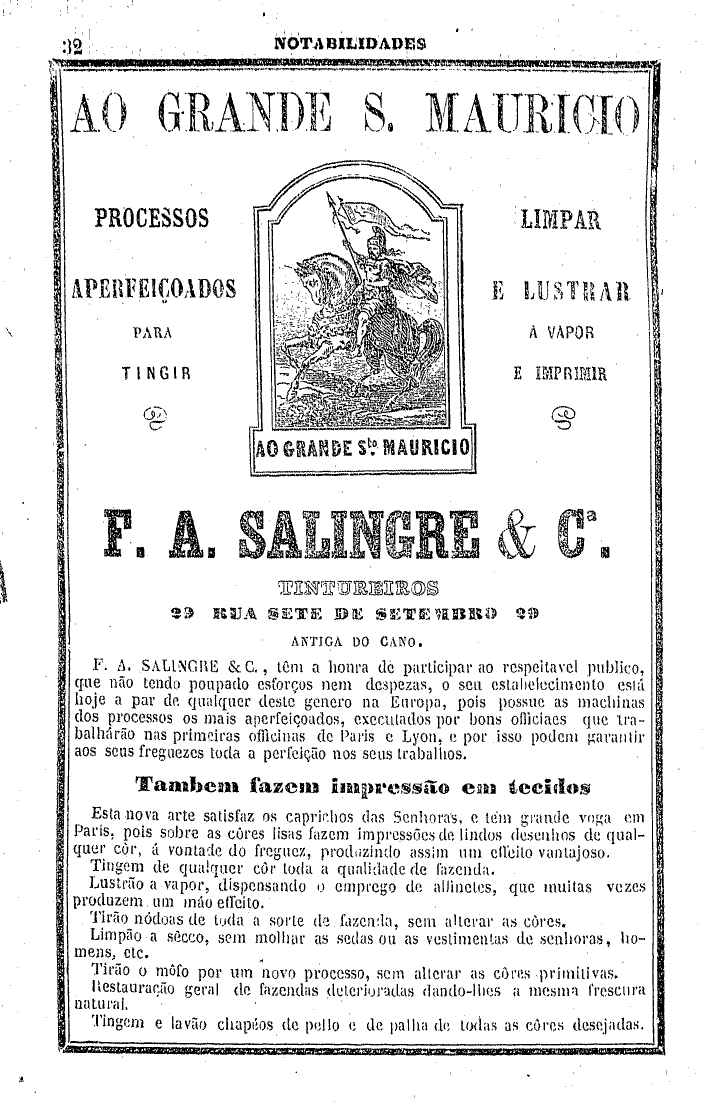 32
NOTABILIDADES
AO GRANDE S. MAURICIO
PROCESSOS
APERFEIÇOADOS
PARA
TINGIR
LIMPAR
E LUSTRAR
A VAPOR
E IMPRIMIR
AO GRANDE Sto. MAURICIO
F. A. SALINGRE & Cª.
TINTUREIROS
29 RUA SETE DE SETEMBRO 29
ANTIGA DO CANO.
F. A. SALINGRE & C., têm a honra de participar ao respeitavel publico,
que não tendo poupado esforços nem despezas, o seu estabelecimento está
hoje a par de qualquer deste genero na Europa, pois possue as machinas
dos processos os mais aperfeiçoados, executados por bons officiaes que tra-
balhárão nas primeiras officinas de Paris e Lyon, e por isso podem garantir
aos seus freguezes toda a perfeição nos seus trabalhos.
Tambem fazem impressão em tecidos
Esta nova arte satisfaz os caprichos das Senhoras, e tém grande voga em
Paris, pois sobre as côres lisas fazem impressões de lindos desenhos de qual-
quer côr, á vontade do freguez, produzindo assim um effeito vantajoso.
Tingem de qualquer côr toda a qualidade de fazenda.
Lustrão a vapor, dispensando o emprego de alfinetes, que muitas vezes
produzem um máo effeito.
Tirão nódoas de toda a sorte de fazenda, sem alterar as côres.
Limpão a sêcco, sem molhar as sedas ou as vestimentas de senhoras, ho-
mens, etc.
Tirão o môfo por um novo processo, sem alterar as côres primitivas.
Restauração geral de fazendas deterioradas dando-lhes a mesma frescura
natural.
Tingem e lavão chapéos de pello e de palha de todas as côres desejadas.